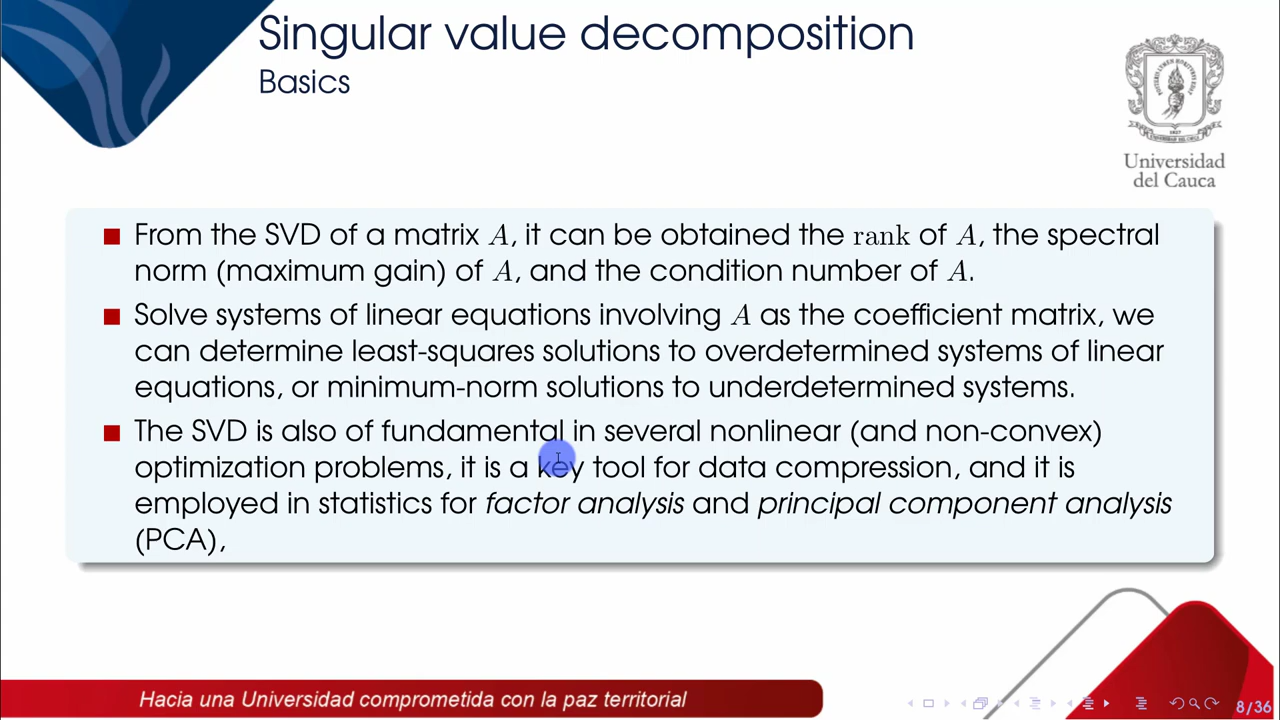 Singular value decomposition
Basics
Universidad
del Cauca
■ From the SVD of a matrix A, it can be obtained the rank of A, the spectral
norm (maximum gain) of A, and the condition number of A.
■ Solve systems of linear equations involving A as the coefficient matrix, we
can determine least-squares solutions to overdetermined systems of linear
equations, or minimum-norm solutions to underdetermined systems.
■ The SVD is also of fundamental in several nonlinear (and non-convex)
optimization problems, it is a key tool for data compression, and it is
employed in statistics for factor analysis and principal component analysis
(PCA),
Hacia una Universidad comprometida con la paz territorial
8/36